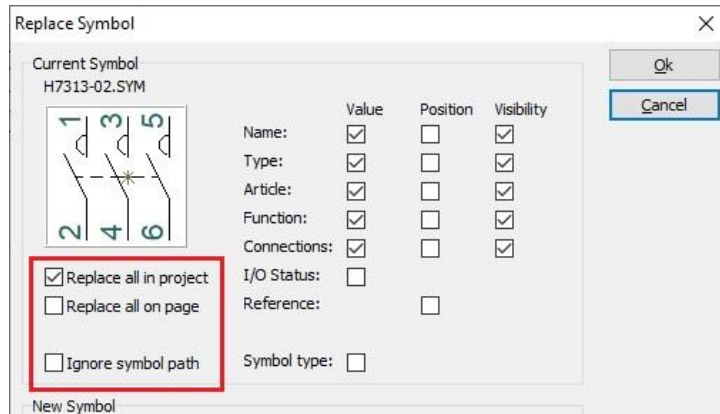 Replace Symbol
Current Symbol
H7313-02.SYM
1 3 5
2 4 6
Ok
Cancel
Value Position Visibility
Name:
Type:
Article:
Function:
Connections:
Replace all in project I/O Status:
Replace all on page Reference:
Ignore symbol path Symbol type:
New Symbol